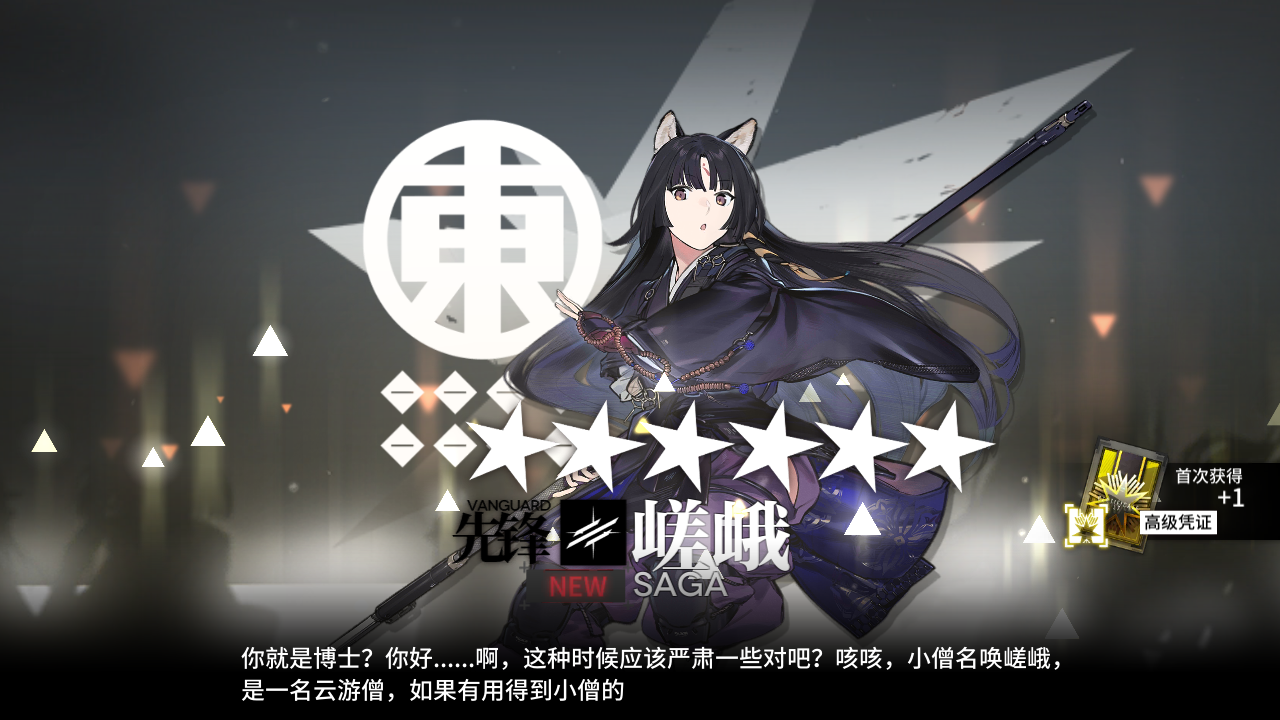 東
VANGUARD
先锋
嵯峨
NEW
SAGA
首次获得
+1
高级凭证
你就是博士？你好......啊，这种时候应该严肃一些对吧？咳咳，小僧名唤嵯峨，
是一名云游僧，如果有用得到小僧的